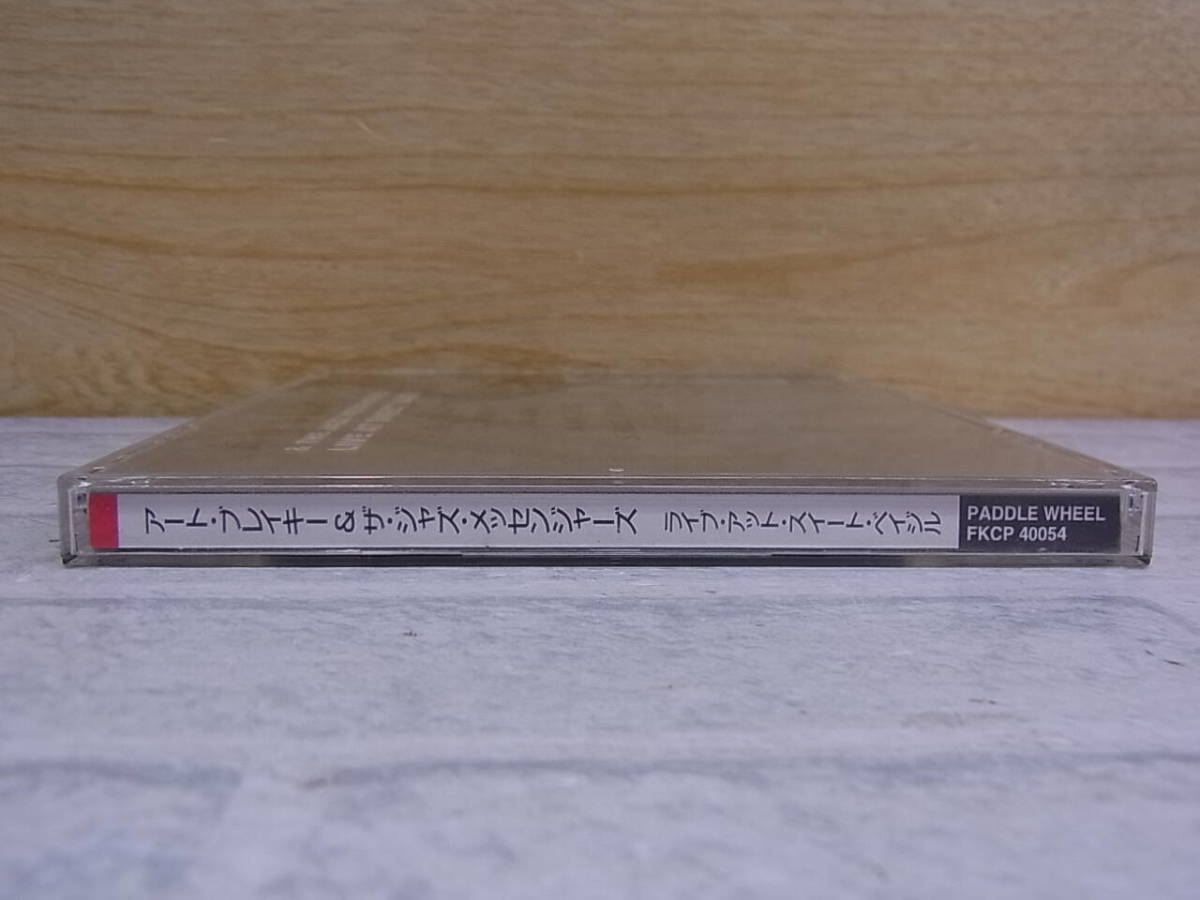 アート・ブレイキー&ザ・ジャズ・メッセンジャーズ ライブ・アット・スイート・ベイジル
PADDLE WHEEL
FKCP 40054